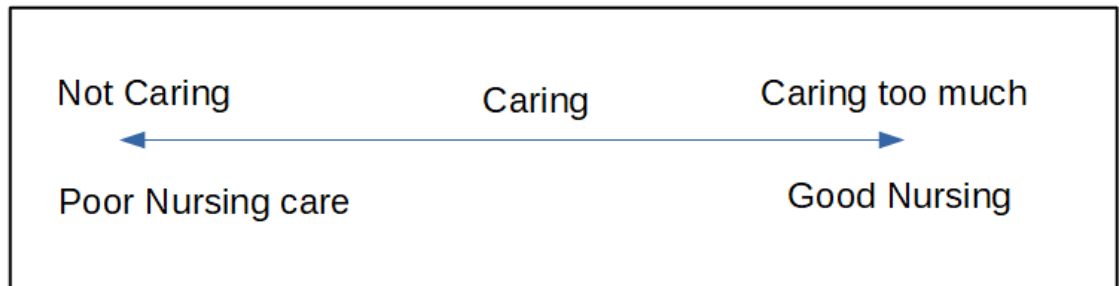 Not Caring
Caring
Caring too much
Poor Nursing care
Good Nursing